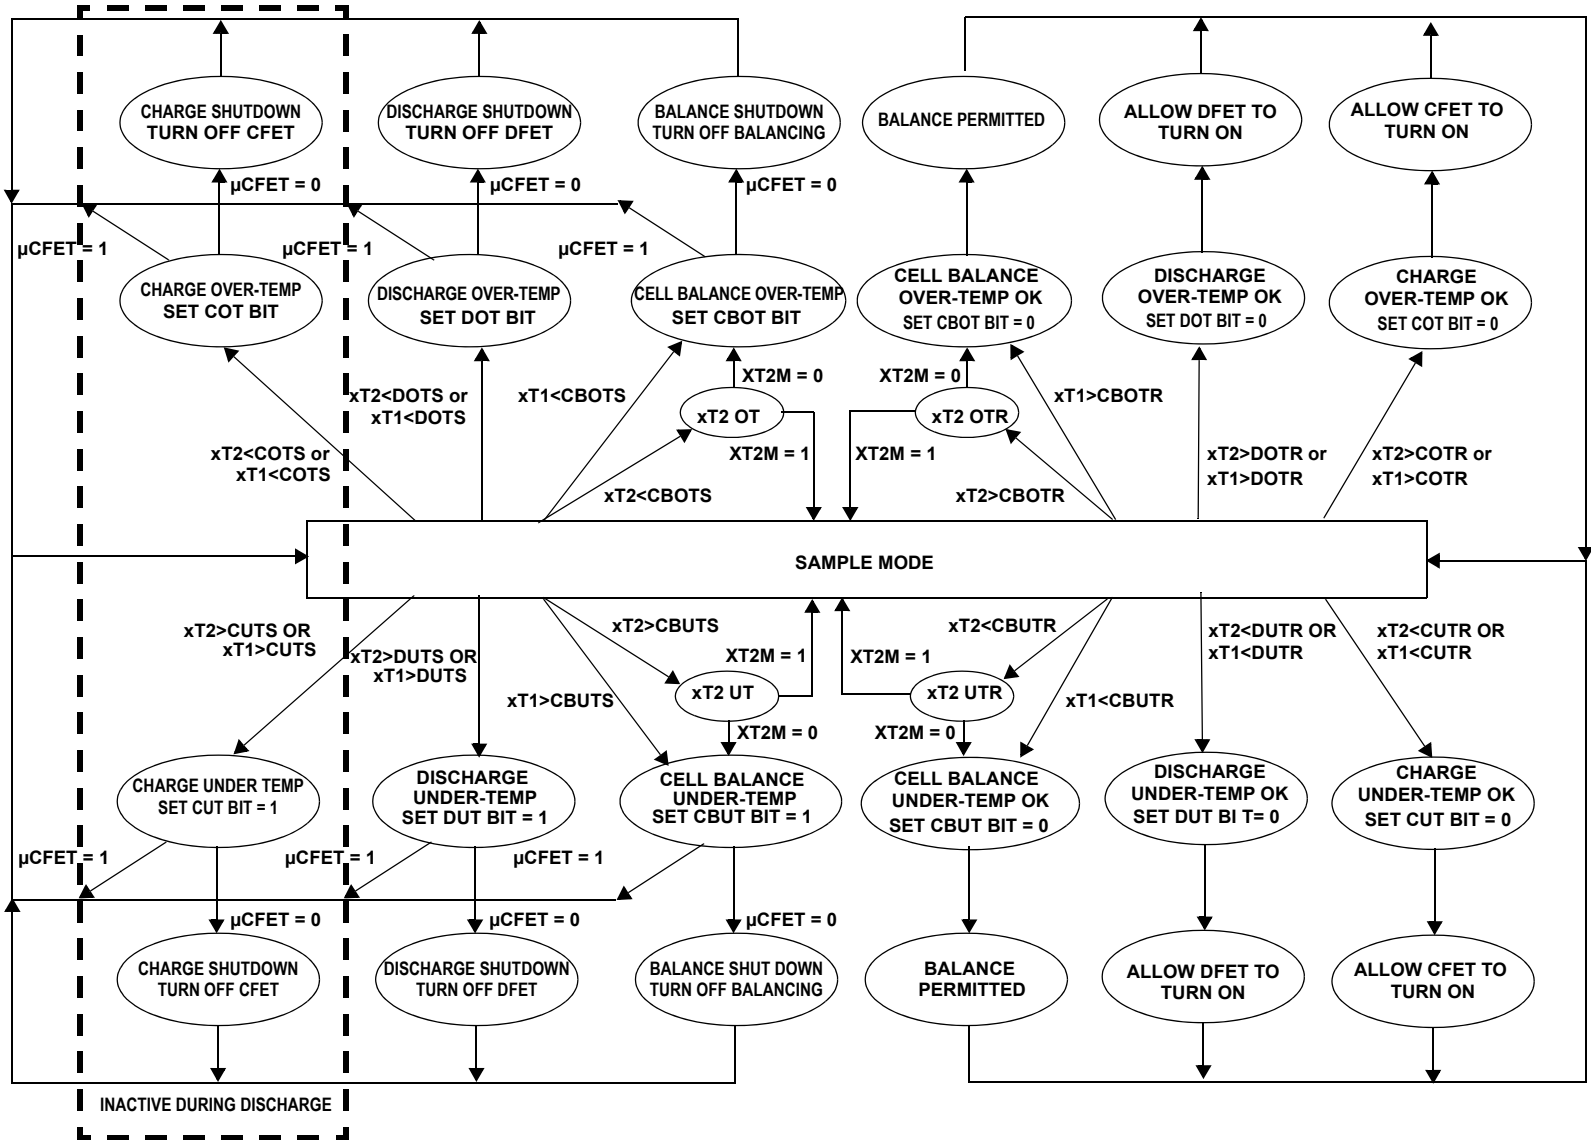 CHARGE SHUTDOWN
TURN OFF CFET
DISCHARGE SHUTDOWN
TURN OFF DFET
BALANCE SHUTDOWN
TURN OFF BALANCING
BALANCE PERMITTED
ALLOW DFET TO
TURN ON
ALLOW CFET TO
TURN ON
µCFET = 0
µCFET = 0
µCFET = 0
µCFET = 1
µCFET = 1
µCFET = 1
CHARGE OVER-TEMP
SET COT BIT
DISCHARGE OVER-TEMP
SET DOT BIT
CELL BALANCE OVER-TEMP
SET CBOT BIT
CELL BALANCE
OVER-TEMP OK
SET CBOT BIT = 0
DISCHARGE
OVER-TEMP OK
SET DOT BIT = 0
CHARGE
OVER-TEMP OK
SET COT BIT = 0
xT2<COTS or
xT1<COTS
xT2<DOTS or
xT1<DOTS
xT1<CBOTS
XT2M = 0
xT2 OT
XT2M = 1
xT2<CBOTS
XT2M = 0
xT2 OTR
XT2M = 1
xT1>CBOTR
xT2>CBOTR
xT2>DOTR or
xT1>DOTR
xT2>COTR or
xT1>COTR
SAMPLE MODE
xT2>CUTS OR
xT1>CUTS
xT2>DUTS OR
xT1>DUTS
xT2>CBUTS
xT1>CBUTS
XT2M = 1
xT2 UT
XT2M = 0
XT2M = 1
xT2<CBUTR
xT2 UTR
XT2M = 0
xT1<CBUTR
xT2<DUTR OR
xT1<DUTR
xT2<CUTR OR
xT1<CUTR
CHARGE UNDER TEMP
SET CUT BIT = 1
DISCHARGE
UNDER-TEMP
SET DUT BIT = 1
CELL BALANCE
UNDER-TEMP
SET CBUT BIT = 1
CELL BALANCE
UNDER-TEMP OK
SET CBUT BIT = 0
DISCHARGE
UNDER-TEMP OK
SET DUT BI T= 0
CHARGE
UNDER-TEMP OK
SET CUT BIT = 0
µCFET = 1
µCFET = 1
µCFET = 1
µCFET = 0
µCFET = 0
µCFET = 0
CHARGE SHUTDOWN
TURN OFF CFET
DISCHARGE SHUTDOWN
TURN OFF DFET
BALANCE SHUT DOWN
TURN OFF BALANCING
BALANCE
PERMITTED
ALLOW DFET TO
TURN ON
ALLOW CFET TO
TURN ON
INACTIVE DURING DISCHARGE